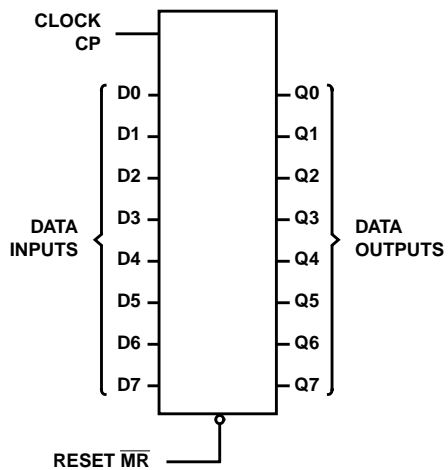 CLOCK
CP
D0
D1
D2
D3
D4
D5
D6
D7
DATA
INPUTS
Q0
Q1
Q2
Q3
Q4
Q5
Q6
Q7
DATA
OUTPUTS
RESET M̅R̅